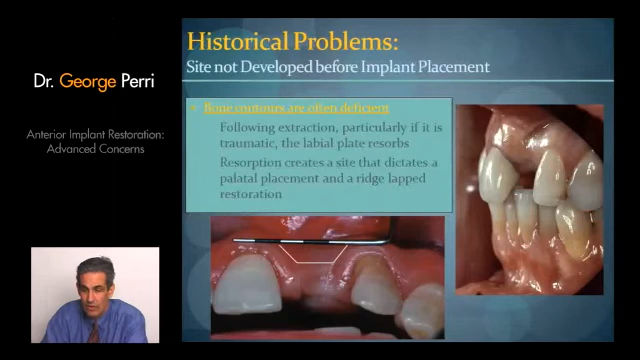 Dr. George Perri
Anterior Implant Restoration:
Advanced Concerns
Historical Problems:
Site not Developed before Implant Placement
Bone contours are often deficient
Following extraction, particularly if it is
traumatic, the labial plate resorbs
Resorption creates a site that dictates a
palatal placement and a ridge lapped
restoration